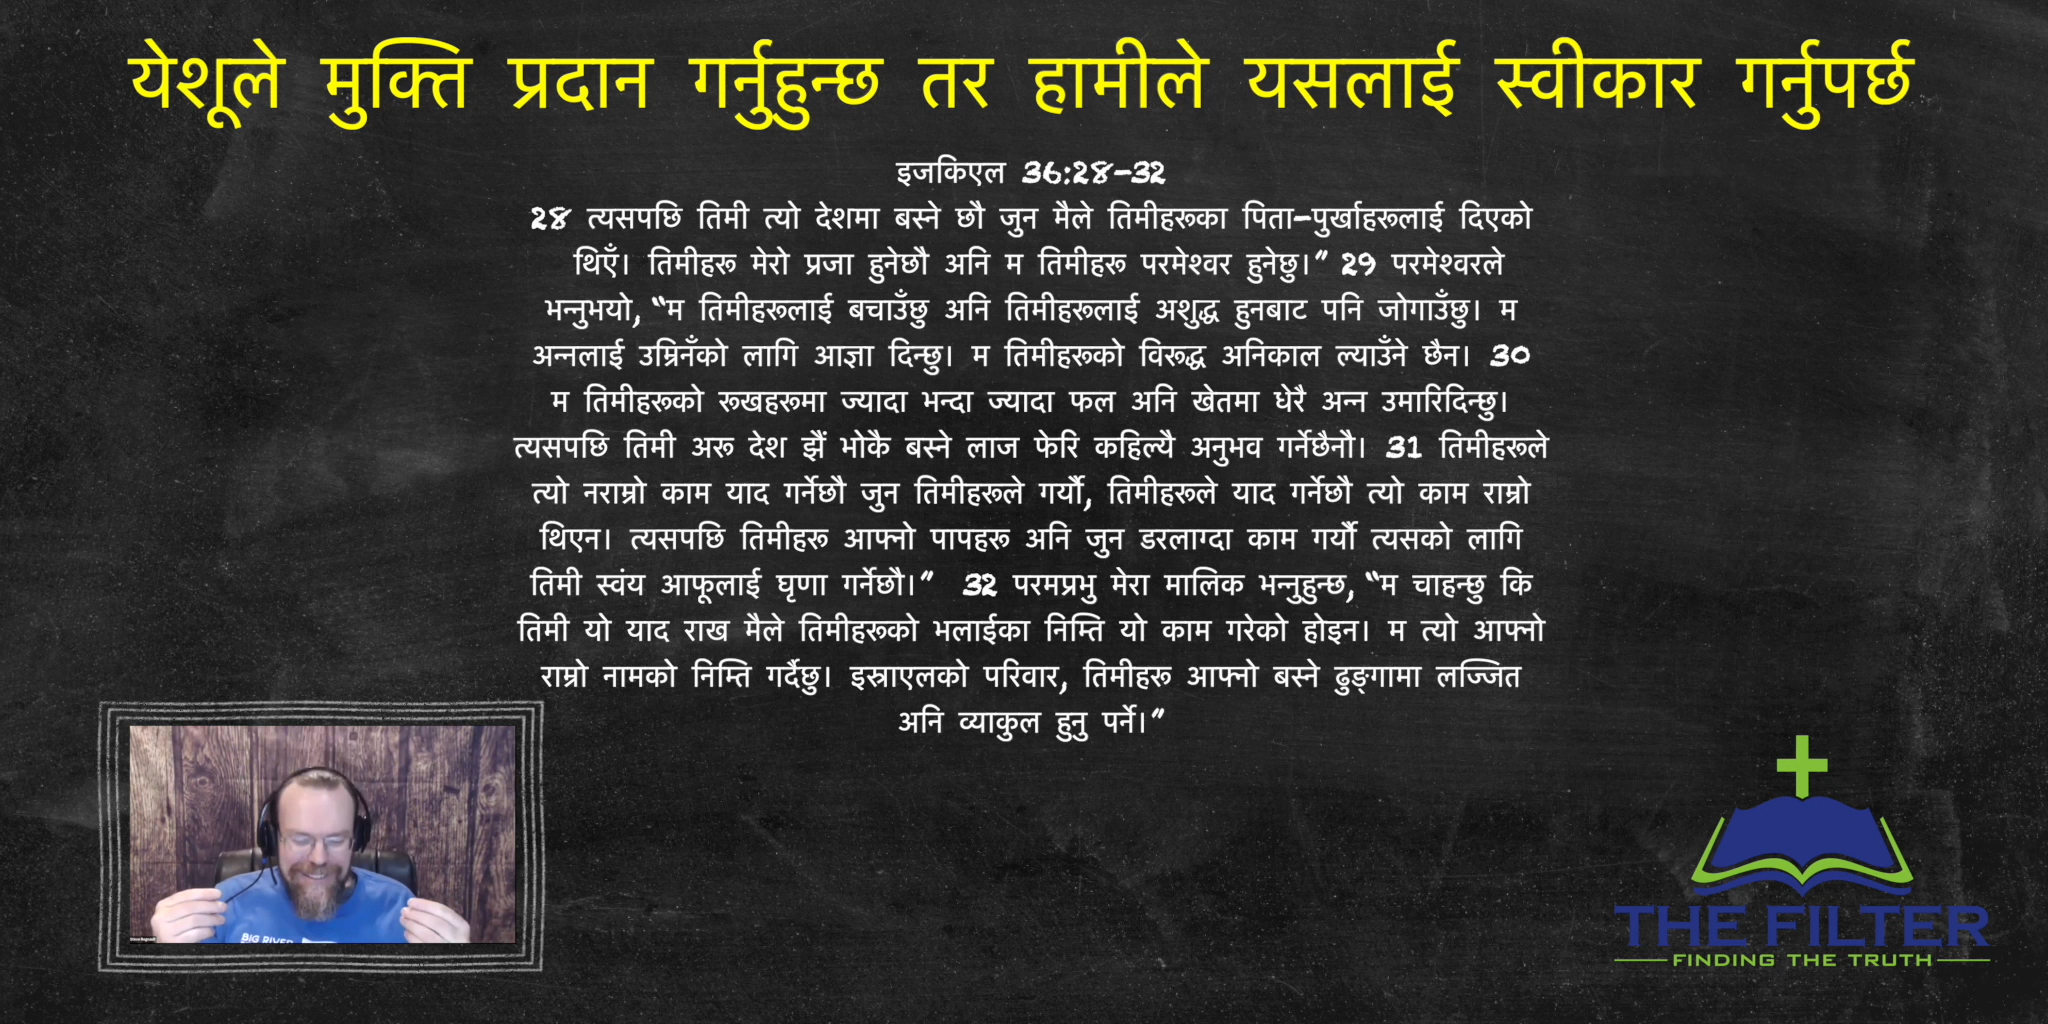 येशूले मुक्ति प्रदान गर्नुहुन्छ तर हामीले यसलाई स्वीकार गर्नुपर्छ
इजकिएल 36:28-32
28 त्यसपछि तिमी त्यो देशमा बस्ने छौ जुन मैले तिमीहरूका पिता-पुर्खाहरूलाई दिएको
थिएँ। तिमीहरू मेरो प्रजा हुनेछौ अनि म तिमीहरू परमेश्वर हुनेछु।” 29 परमेश्वरले
भन्नुभयो, “म तिमीहरूलाई बचाउँछु अनि तिमीहरूलाई अशुद्ध हुनबाट पनि जोगाउँछु। म
अन्नलाई उम्रिनँको लागि आज्ञा दिन्छु। म तिमीहरूको विरूद्ध अनिकाल ल्याउँने छैन। 30
म तिमीहरूको रूखहरूमा ज्यादा भन्दा ज्यादा फल अनि खेतमा धेरै अन्न उमारिदिन्छु।
त्यसपछि तिमी अरू देश झैं भोकै बस्ने लाज फेरि कहिल्यै अनुभव गर्नेछैनौ। 31 तिमीहरूले
त्यो नराम्रो काम याद गर्नेछौ जुन तिमीहरूले गर्यौं, तिमीहरूले याद गर्नेछौ त्यो काम राम्रो
थिएन। त्यसपछि तिमीहरू आफ्नो पापहरू अनि जुन डरलाग्दा काम गर्यौं त्यसको लागि
तिमी स्वंय आफूलाई घृणा गर्नेछौ।” 32 परमप्रभु मेरा मालिक भन्नुहुन्छ, “म चाहन्छु कि
तिमी यो याद राख मैले तिमीहरूको भलाईका निम्ति यो काम गरेको होइन। म त्यो आफ्नो
राम्रो नामको निम्ति गर्दैछु। इस्राएलको परिवार, तिमीहरू आफ्नो बस्ने ढुङ्गामा लज्जित
अनि व्याकुल हुनु पर्ने।”
BIG RIVER
THE FILTER
FINDING THE TRUTH